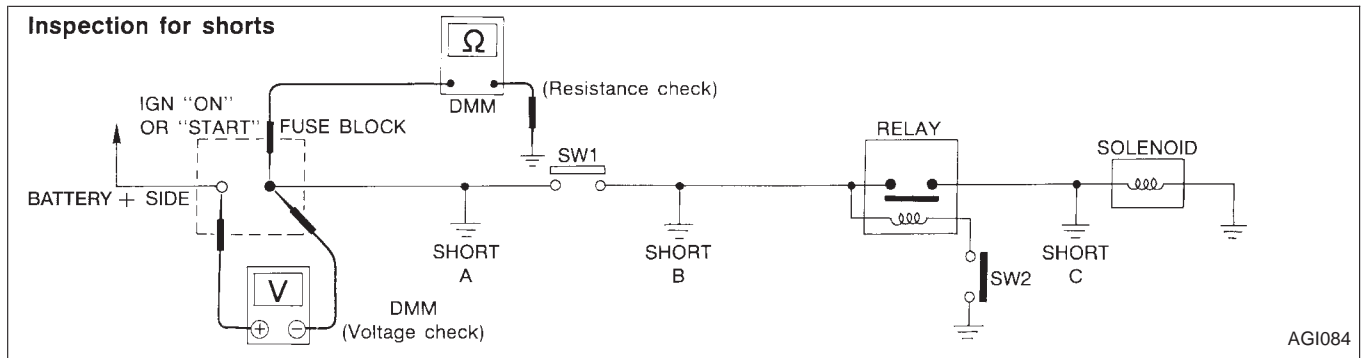 Inspection for shorts
Ω
DMM
(Resistance check)
IGN "ON"
OR "START"
FUSE BLOCK
BATTERY + SIDE
SW1
RELAY
SOLENOID
SHORT
A
SHORT
B
SHORT
C
SW2
V
+ −
DMM
(Voltage check)
AGI084